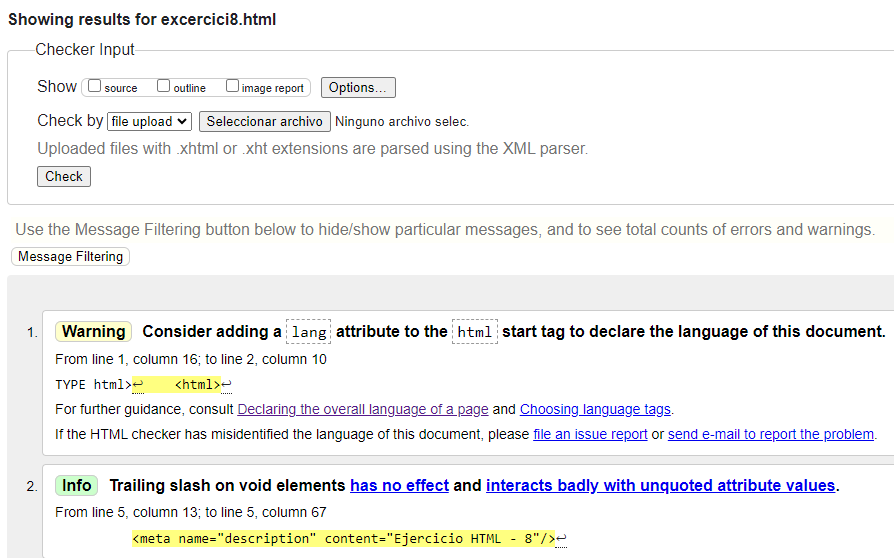 Showing results for excercici8.html
Checker Input
Show source outline image report Options...
Check by file upload Seleccionar archivo Ninguno archivo selec.
Uploaded files with .xhtml or .xht extensions are parsed using the XML parser.
Check
Use the Message Filtering button below to hide/show particular messages, and to see total counts of errors and warnings.
Message Filtering
1. Warning Consider adding a lang attribute to the html start tag to declare the language of this document.
From line 1, column 16; to line 2, column 10
TYPE html>↩ <html>↩
For further guidance, consult Declaring the overall language of a page and Choosing language tags.
If the HTML checker has misidentified the language of this document, please file an issue report or send e-mail to report the problem.
2. Info Trailing slash on void elements has no effect and interacts badly with unquoted attribute values.
From line 5, column 13; to line 5, column 67
<meta name="description" content="Ejercicio HTML - 8"/>↩